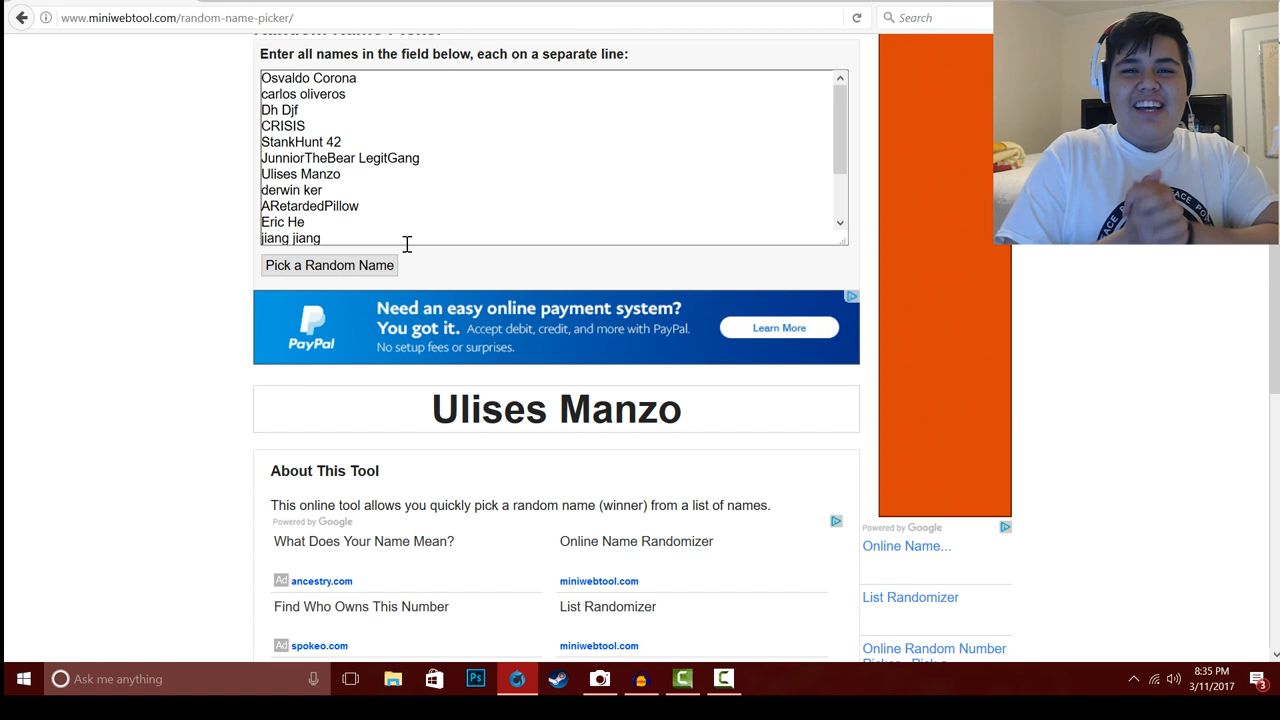 www.miniwebtool.com/random-name-picker/
Search
Enter all names in the field below, each on a separate line:
Osvaldo Corona
carlos oliveros
Dh Djf
CRISIS
StankHunt 42
JunniorTheBear LegitGang
Ulises Manzo
derwin ker
ARetardedPillow
Eric He
jiang jiang
Pick a Random Name
PayPal
Need an easy online payment system?
You got it. Accept debit, credit, and more with PayPal.
No setup fees or surprises.
Learn More
Ulises Manzo
About This Tool
This online tool allows you quickly pick a random name (winner) from a list of names.
Powered by Google
What Does Your Name Mean?
Online Name Randomizer
Ad ancestry.com
miniwebtool.com
Find Who Owns This Number
List Randomizer
Ad spokeo.com
miniwebtool.com
Powered by Google
Online Name...
List Randomizer
Online Random Number
Ask me anything
Ps
8:35 PM
3/11/2017
3